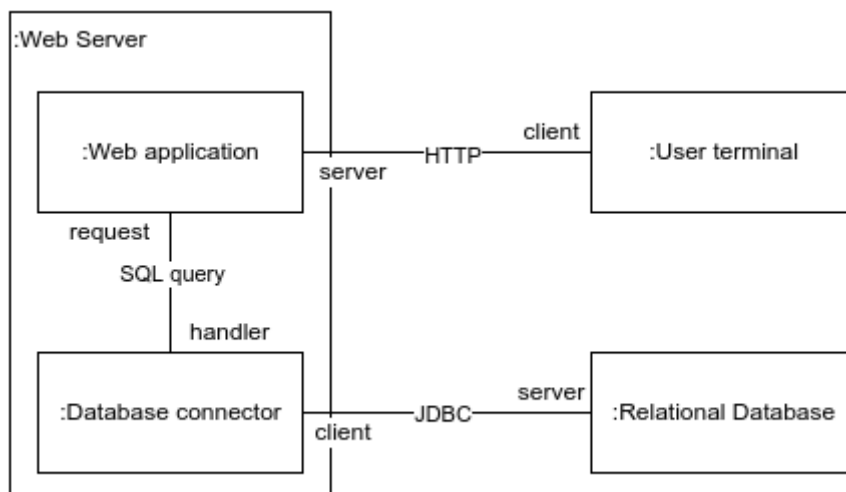 :Web Server
:Web application
server
HTTP
client
:User terminal
request
SQL query
handler
:Database connector
client
JDBC
server
:Relational Database